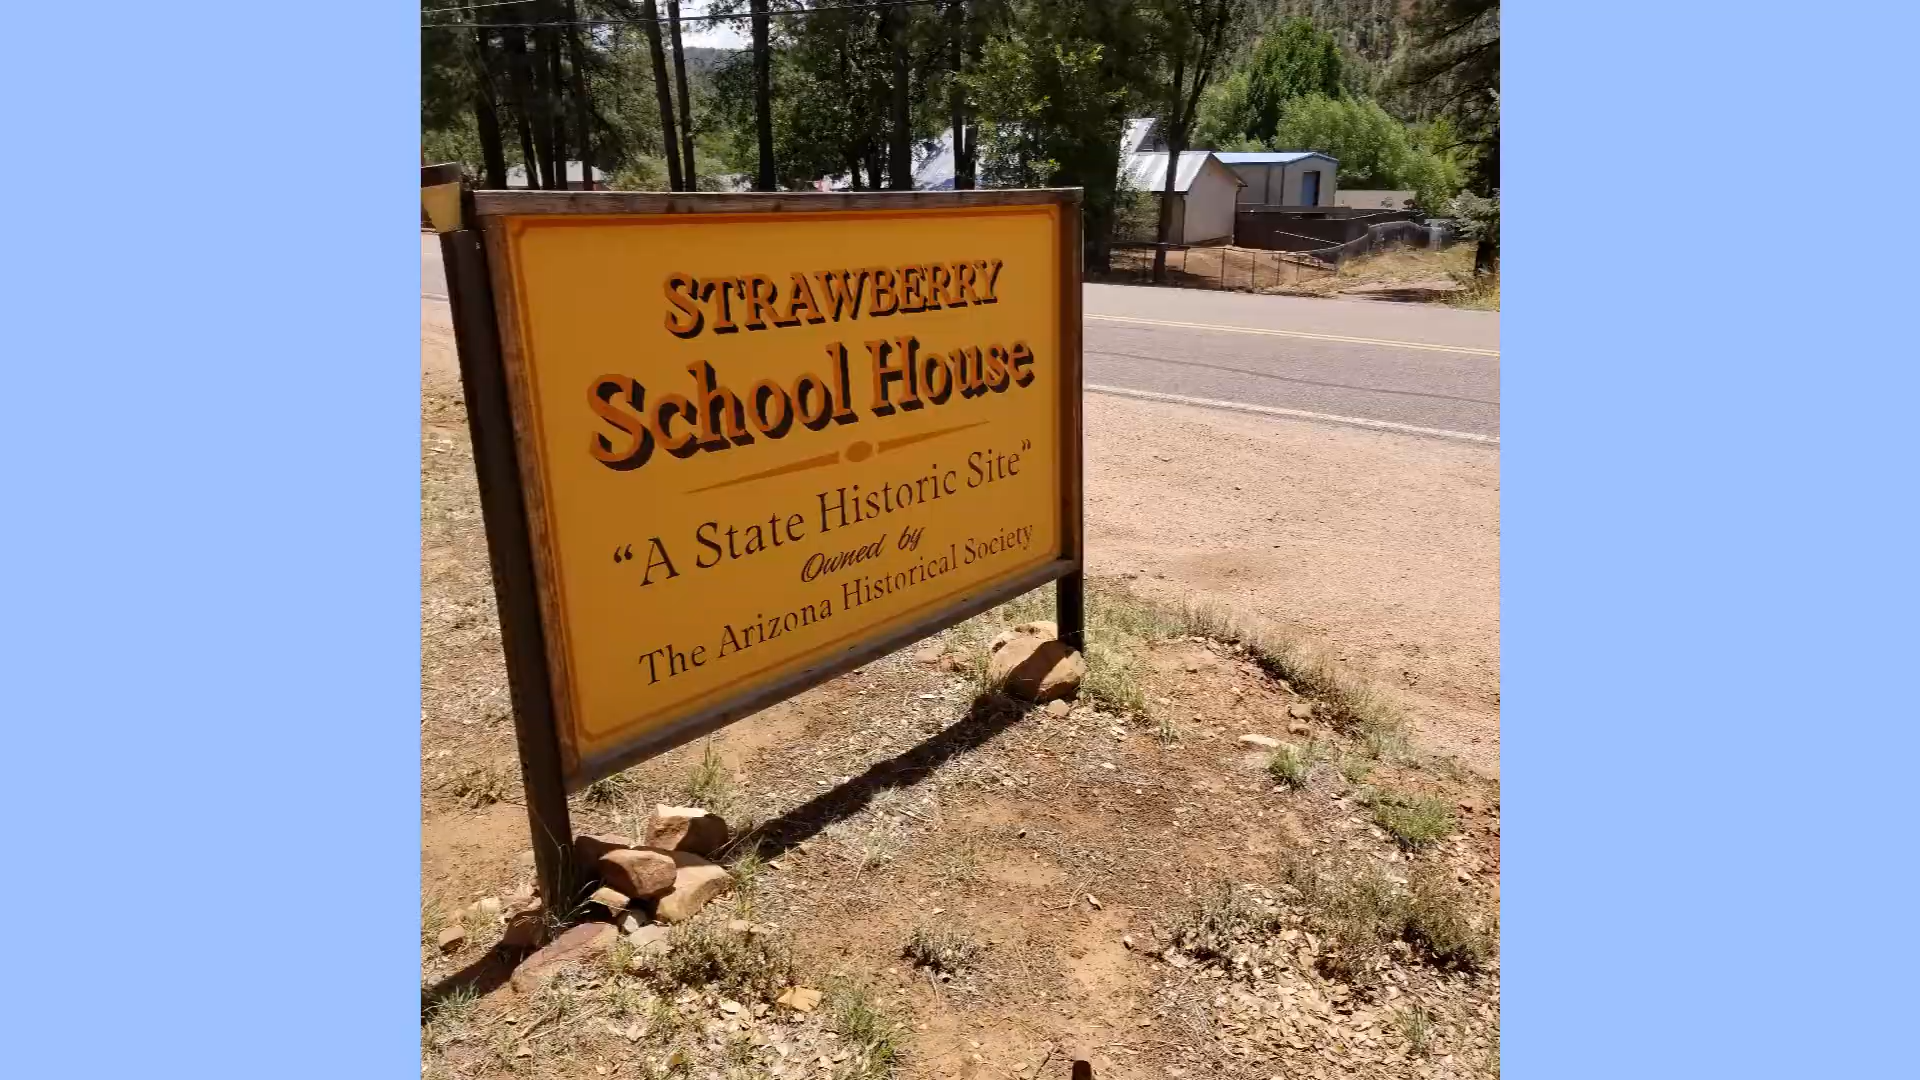 STRAWBERRY
School House
“A State Historic Site”
Owned by
The Arizona Historical Society